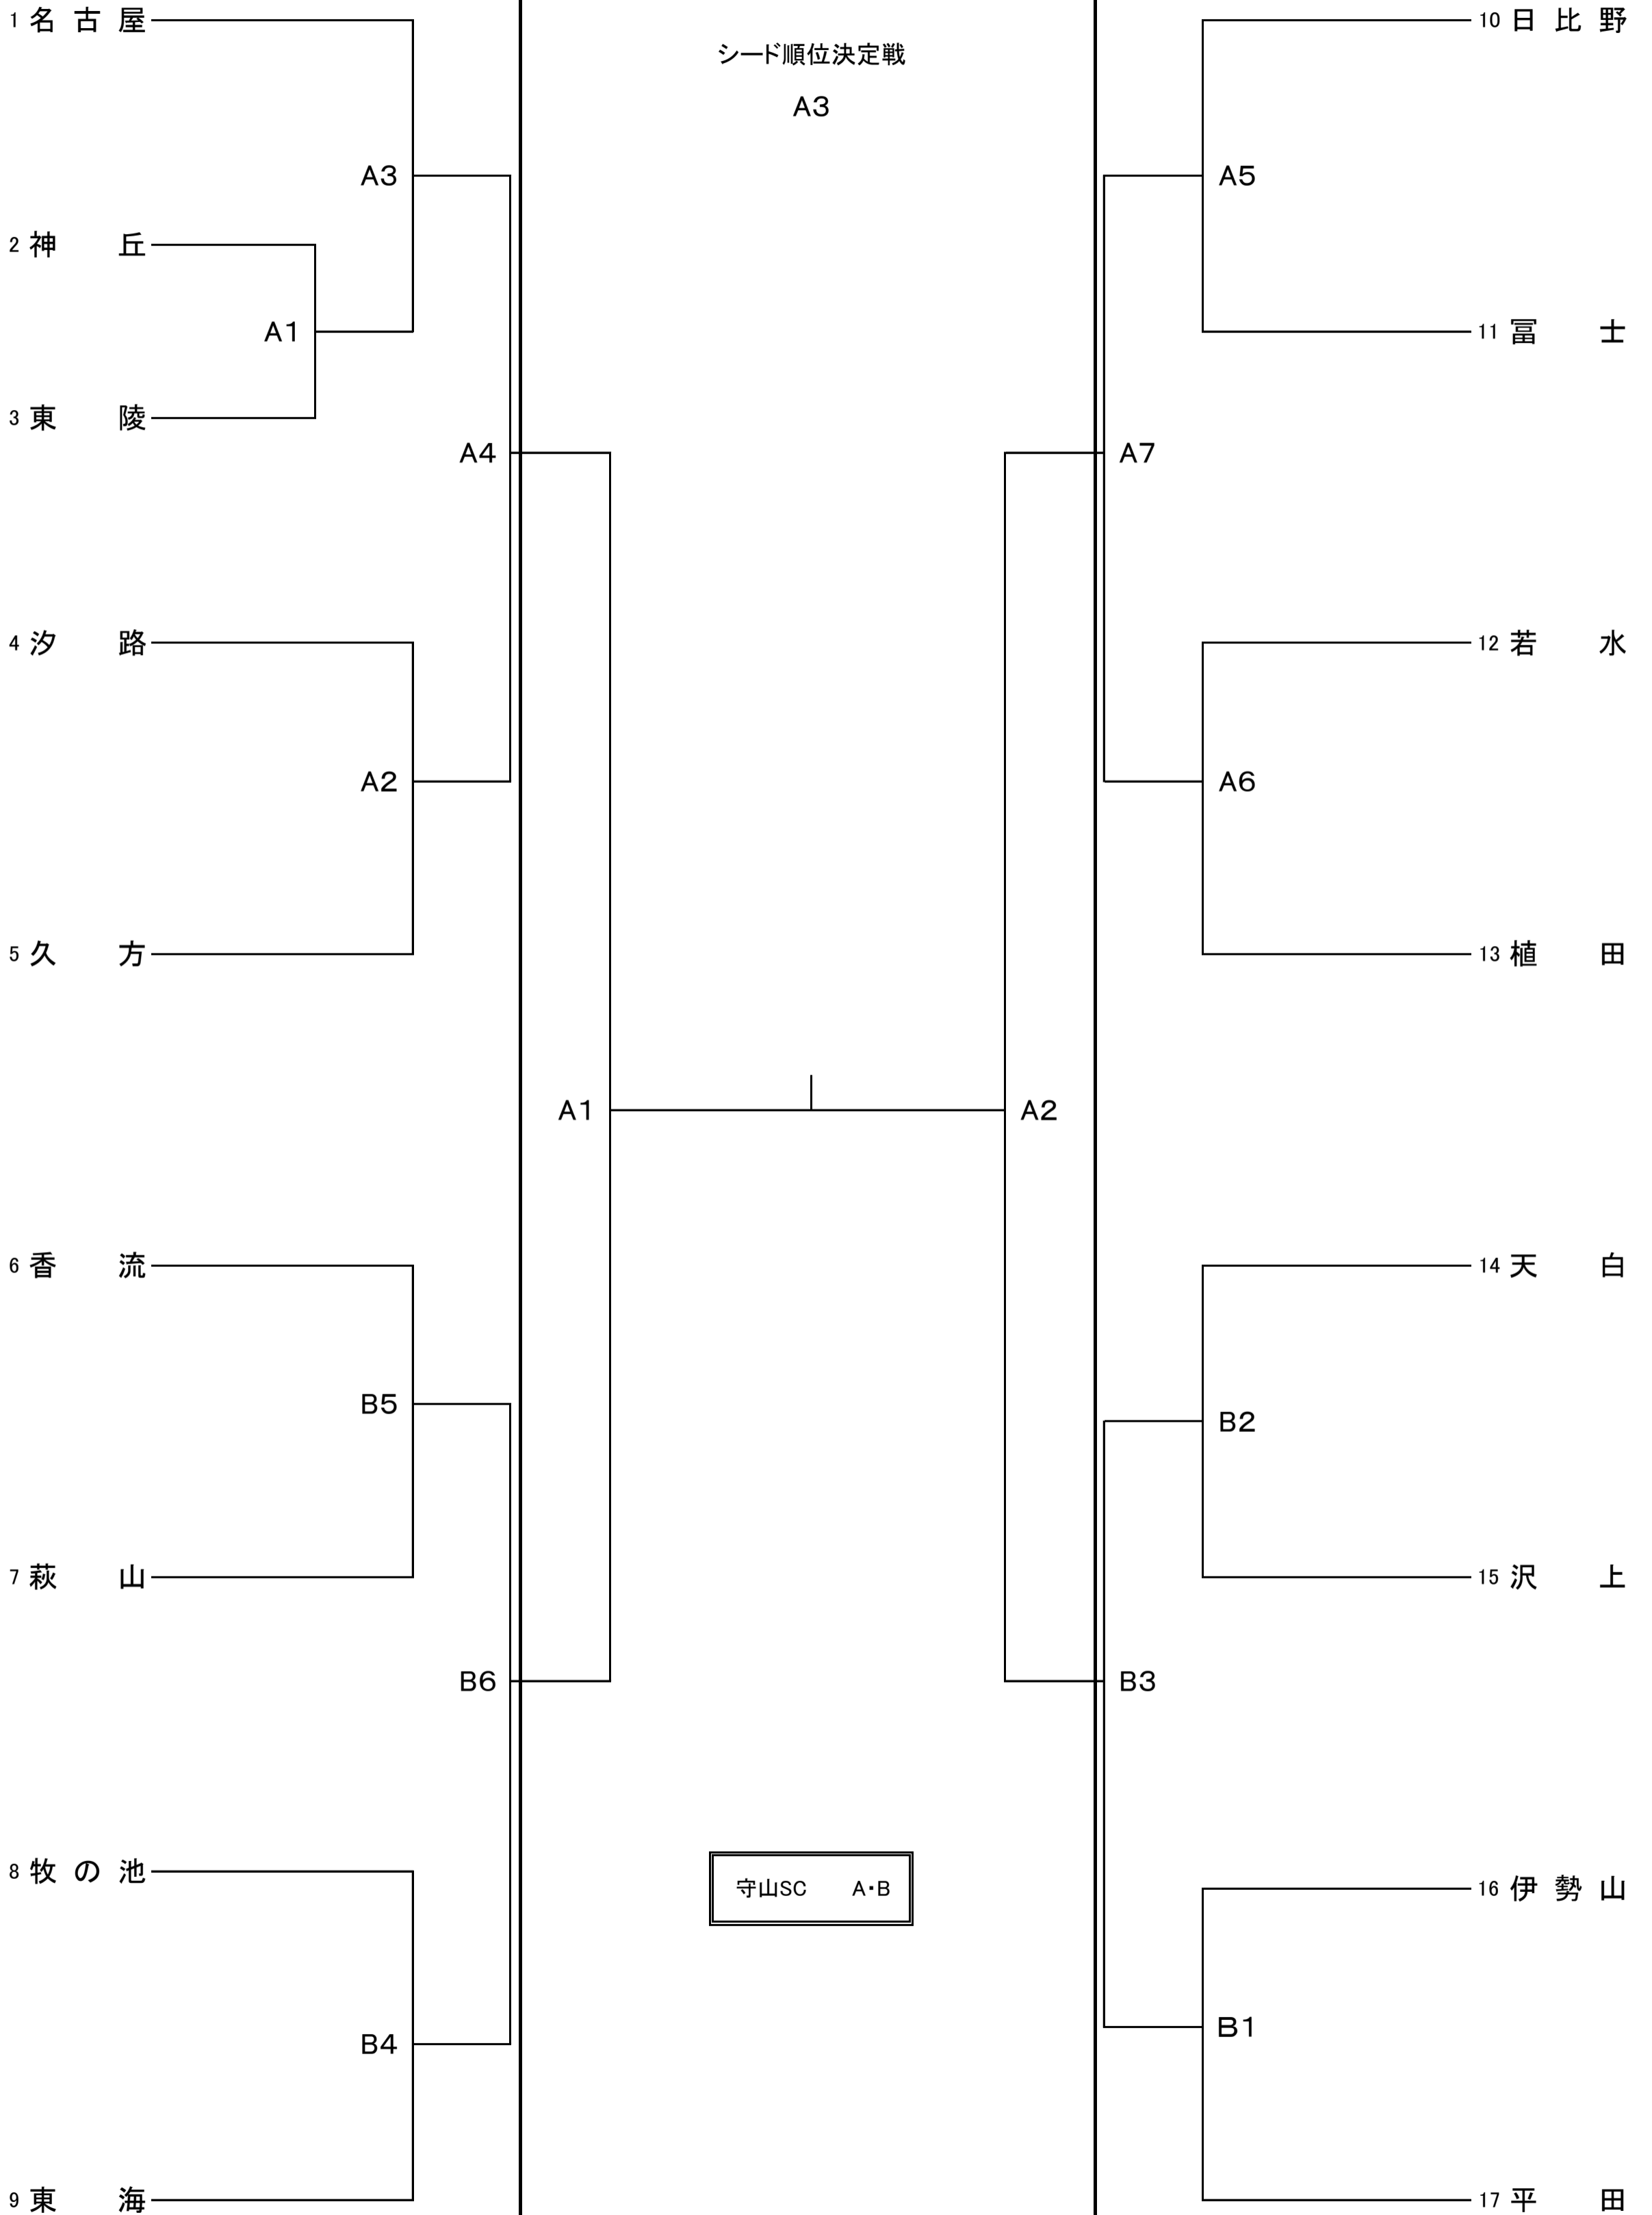 1 名古屋
シード順位決定戦
A3
A3
2 神丘
A1
3 東陵
A4
4 汐路
A2
5 久方
6 香流
B5
7 萩山
B6
8 牧の池
B4
9 東海
A1
A2
守山SC A・B
10 日比野
A5
11 冨士
A7
12 若水
A6
13 植田
14 天白
B2
15 沢上
B3
16 伊勢山
B1
17 平田